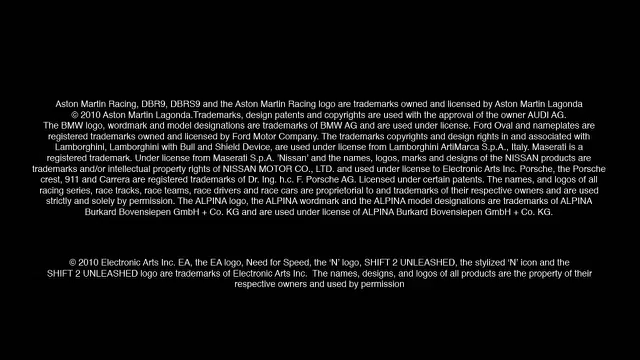 Aston Martin Racing, DBR9, DBRS9 and the Aston Martin Racing logo are trademarks owned and licensed by Aston Martin Lagonda
© 2010 Aston Martin Lagonda.Trademarks, design patents and copyrights are used with the approval of the owner AUDI AG.
The BMW logo, wordmark and model designations are trademarks of BMW AG and are used under license. Ford Oval and nameplates are
registered trademarks owned and licensed by Ford Motor Company. The trademarks copyrights and design rights in and associated with
Lamborghini, Lamborghini with Bull and Shield Device, are used under license from Lamborghini ArtiMarca S.p.A., Italy. Maserati is a
registered trademark. Under license from Maserati S.p.A. 'Nissan' and the names, logos, marks and designs of the NISSAN products are
trademarks and/or intellectual property rights of NISSAN MOTOR CO., LTD. and used under license to Electronic Arts Inc. Porsche, the Porsche
crest, 911 and Carrera are registered trademarks of Dr. Ing. h.c. F. Porsche AG. Licensed under certain patents. The names, and logos of all
racing series, race tracks, race teams, race drivers and race cars are proprietorial to and trademarks of their respective owners and are used
strictly and solely by permission. The ALPINA logo, the ALPINA wordmark and the ALPINA model designations are trademarks of ALPINA
Burkard Bovensiepen GmbH + Co. KG and are used under license of ALPINA Burkard Bovensiepen GmbH + Co. KG.
© 2010 Electronic Arts Inc. EA, the EA logo, Need for Speed, the 'N' logo, SHIFT 2 UNLEASHED, the stylized 'N' icon and the
SHIFT 2 UNLEASHED logo are trademarks of Electronic Arts Inc. The names, designs, and logos of all products are the property of their
respective owners and used by permission